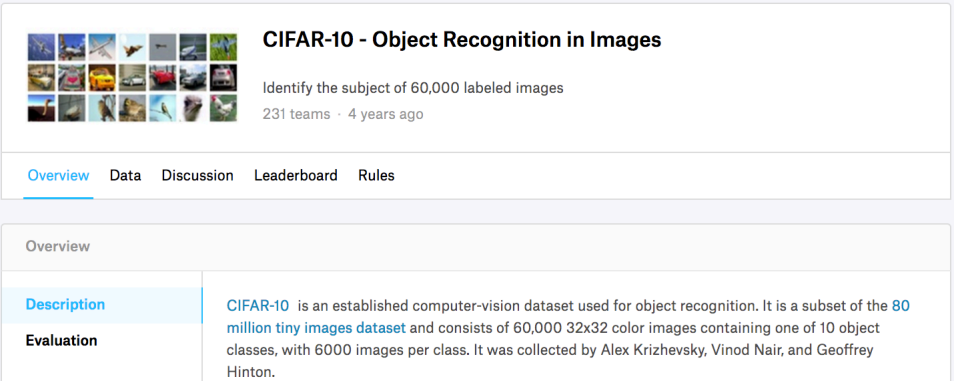 CIFAR-10 - Object Recognition in Images
Identify the subject of 60,000 labeled images
231 teams · 4 years ago
Overview Data Discussion Leaderboard Rules
Overview
Description
Evaluation
CIFAR-10 is an established computer-vision dataset used for object recognition. It is a subset of the 80
million tiny images dataset and consists of 60,000 32x32 color images containing one of 10 object
classes, with 6000 images per class. It was collected by Alex Krizhevsky, Vinod Nair, and Geoffrey
Hinton.